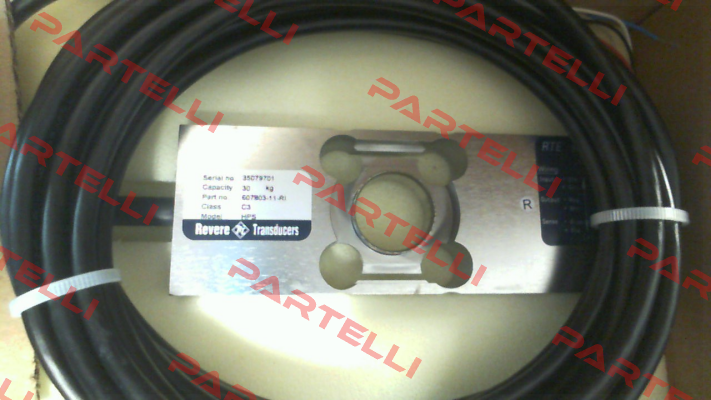 PARTELLI
PARTELLI
PARTELLI
PARTELLI
PARTELLI
PARTELLI
Serial no. 35079701
Capacity 30 kg
Part no. 607803-11-RI
Class C3
Model HPS
Revere Transducers
R
RTE